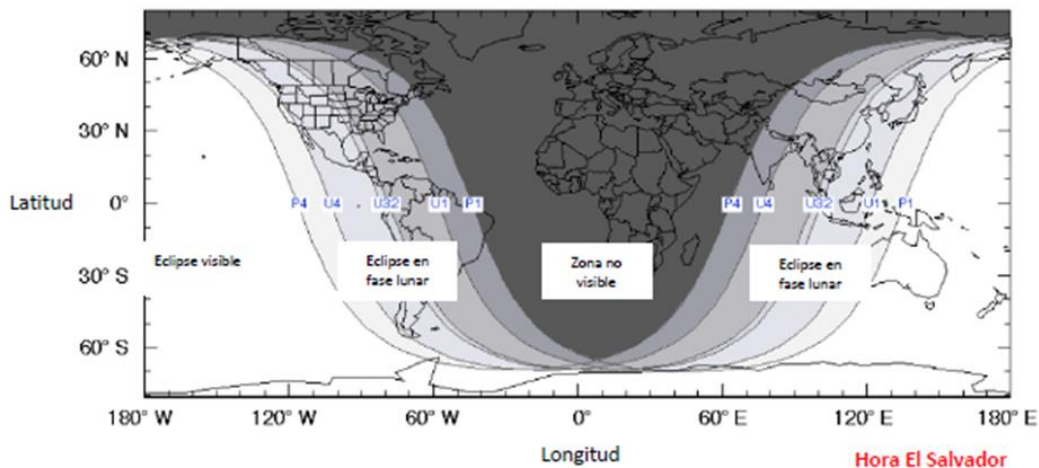 60° N
30° N
Latitud
0°
30° S
60° S
P4 U4 U32 U1 P1 P4 U4 U32 U1 P1
Eclipse visible
Eclipse en
fase lunar
Zona no
visible
Eclipse en
fase lunar
180° W 120° W 60° W 0° 60° E 120° E 180° E
Longitud
Hora El Salvador